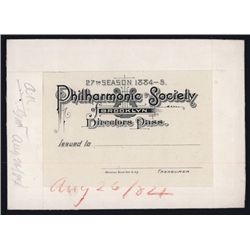 27TH SEASON 1884-5.
Philharmonic Society
BROOKLYN
Directors Pass.
Issued to
TREASURER
Aug 26/84